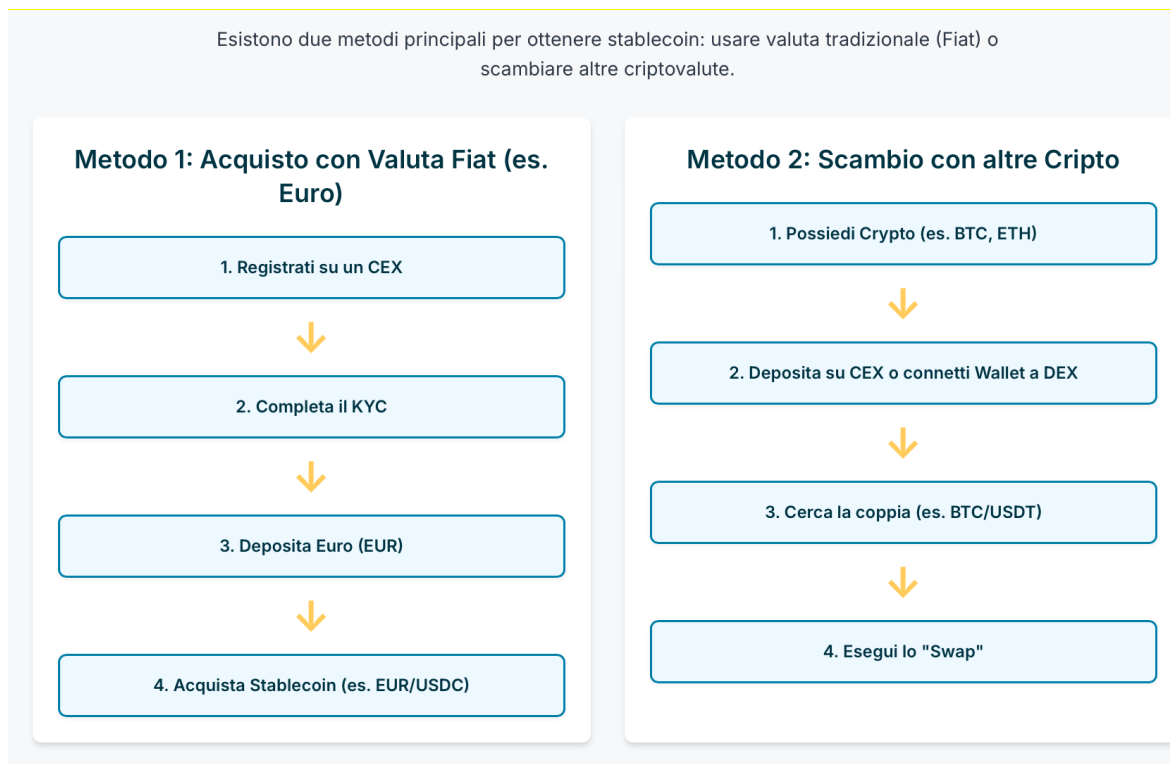 Esistono due metodi principali per ottenere stablecoin: usare valuta tradizionale (Fiat) o
scambiare altre criptovalute.
Metodo 1: Acquisto con Valuta Fiat (es.
Euro)
1. Registrati su un CEX
2. Completa il KYC
3. Deposita Euro (EUR)
4. Acquista Stablecoin (es. EUR/USDC)
Metodo 2: Scambio con altre Cripto
1. Possiedi Crypto (es. BTC, ETH)
2. Deposita su CEX o connetti Wallet a DEX
3. Cerca la coppia (es. BTC/USDT)
4. Esegui lo "Swap"